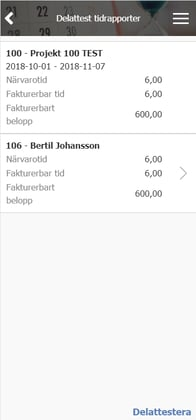 Delattest tidrapporter
100 - Projekt 100 TEST
2018-10-01 - 2018-11-07
Närvarotid 6,00
Fakturerbar tid 6,00
Fakturerbart 600,00
belopp
106 - Bertil Johansson
Närvarotid 6,00
Fakturerbar tid 6,00
Fakturerbart 600,00
belopp
Delattestera